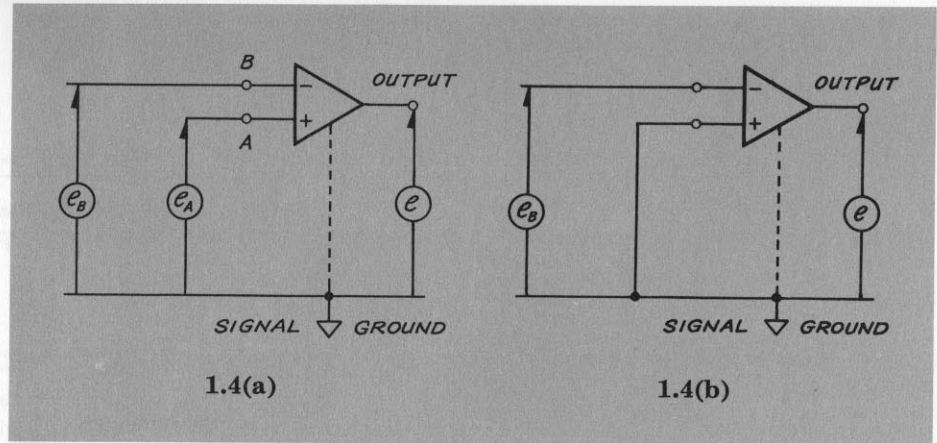 B
−
OUTPUT
+
A
e_B
e_A
e
SIGNAL GROUND
1.4(a)
−
OUTPUT
+
e_B
e
SIGNAL GROUND
1.4(b)